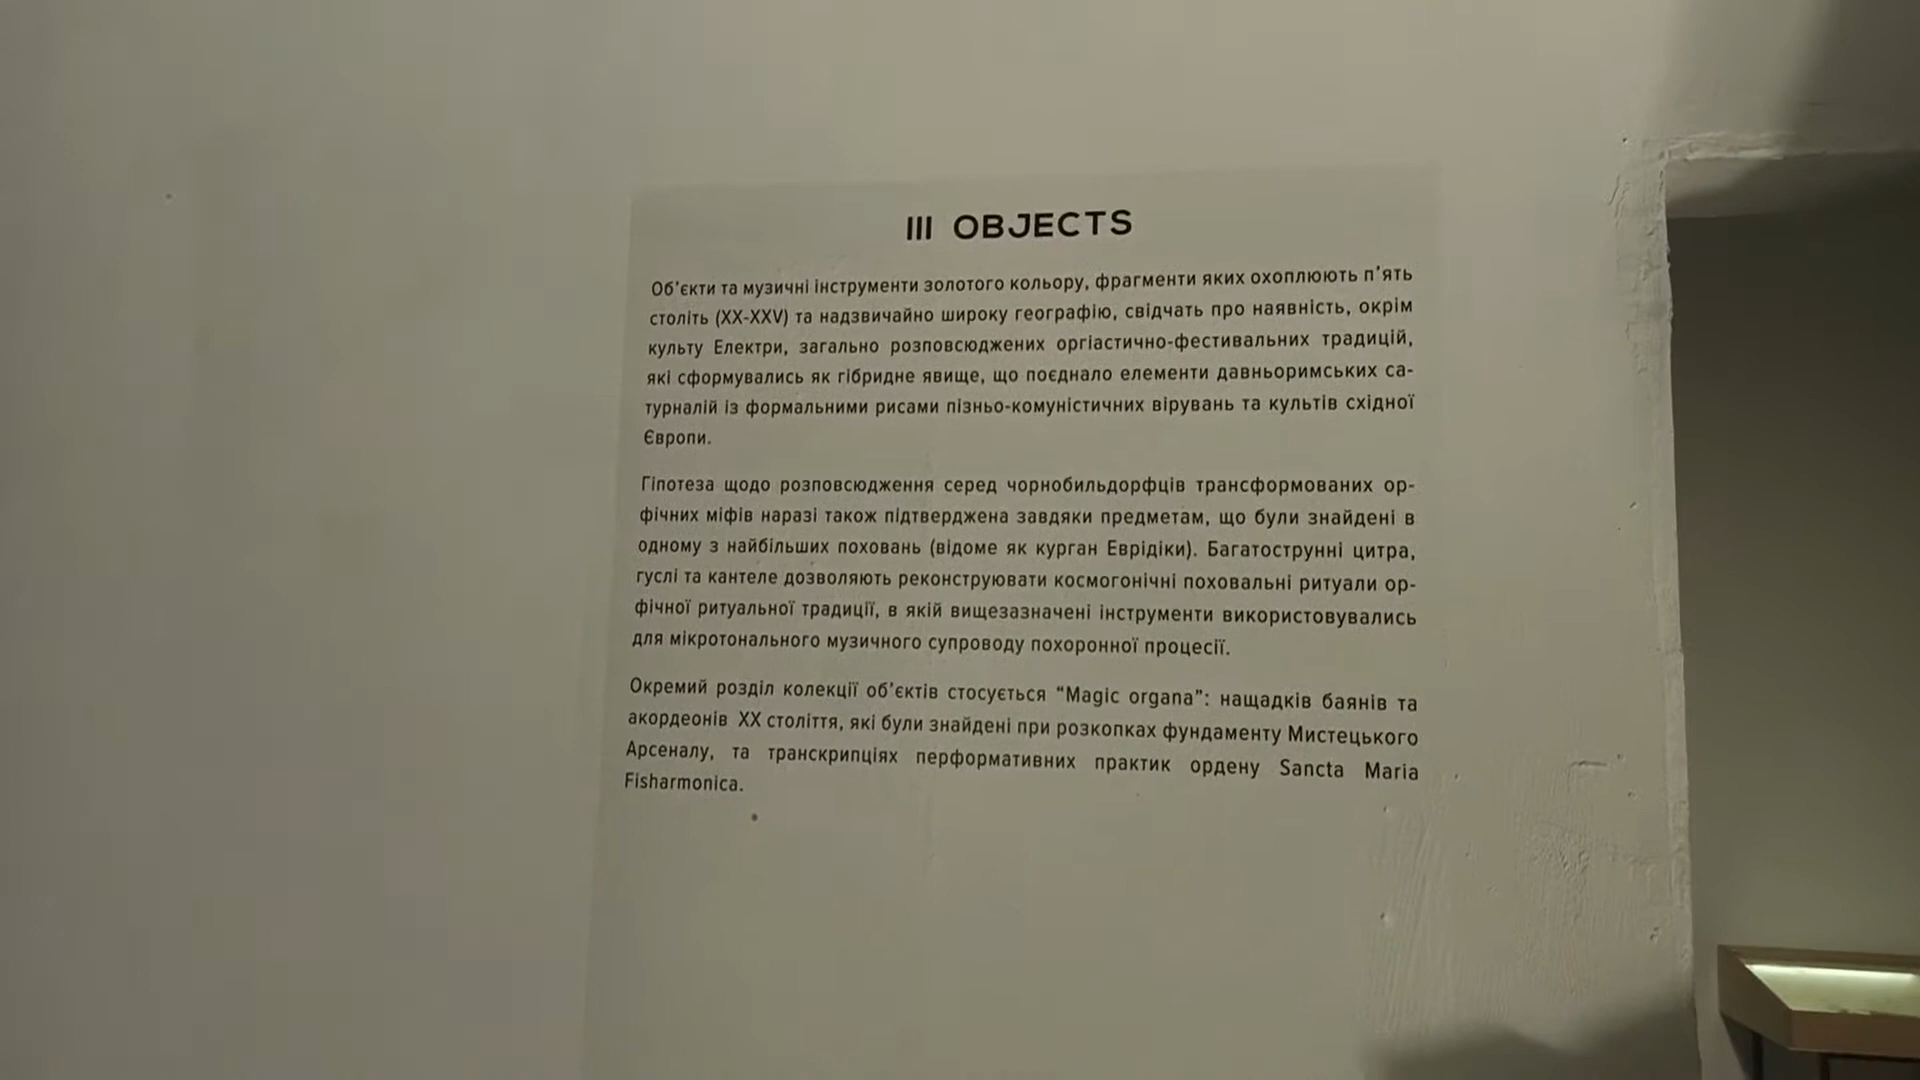 III OBJECTS
Об’єкти та музичні інструменти золотого кольору, фрагменти яких охоплюють п’ять
століть (XX-XXV) та надзвичайно широку географію, свідчать про наявність, окрім
культу Електри, загально розповсюджених оргіастично-фестивальних традицій,
які сформувались як гібридне явище, що поєднало елементи давньоримських са-
турналій із формальними рисами пізньо-комуністичних вірувань та культів східної
Європи.
Гіпотеза щодо розповсюдження серед чорнобильдорфців трансформованих ор-
фічних міфів наразі також підтверджена завдяки предметам, що були знайдені в
одному з найбільших поховань (відоме як курган Еврідіки). Багатострунні цитра,
гуслі та кантеле дозволяють реконструювати космогонічні поховальні ритуали ор-
фічної ритуальної традиції, в якій вищезазначені інструменти використовувались
для мікротонального музичного супроводу похоронної процесії.
Окремий розділ колекції об’єктів стосується “Magic organa”: нащадків баянів та
акордеонів XX століття, які були знайдені при розкопках фундаменту Мистецького
Арсеналу, та транскрипціях перформативних практик ордену Sancta Maria
Fisharmonica.